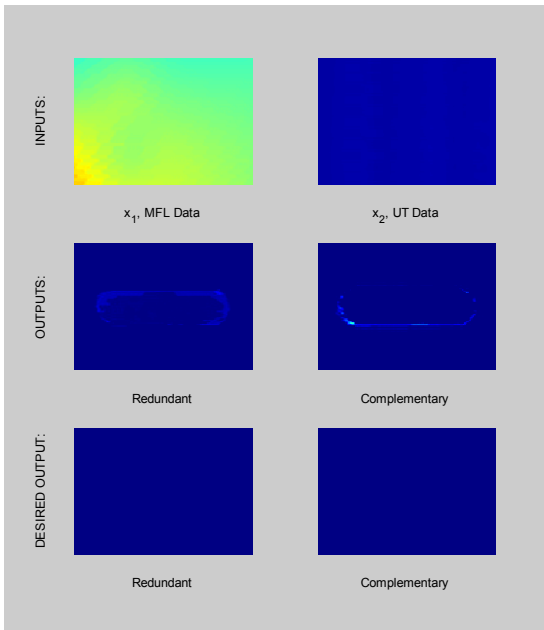 INPUTS:
x1, MFL Data
x2, UT Data
OUTPUTS:
Redundant
Complementary
DESIRED OUTPUT:
Redundant
Complementary